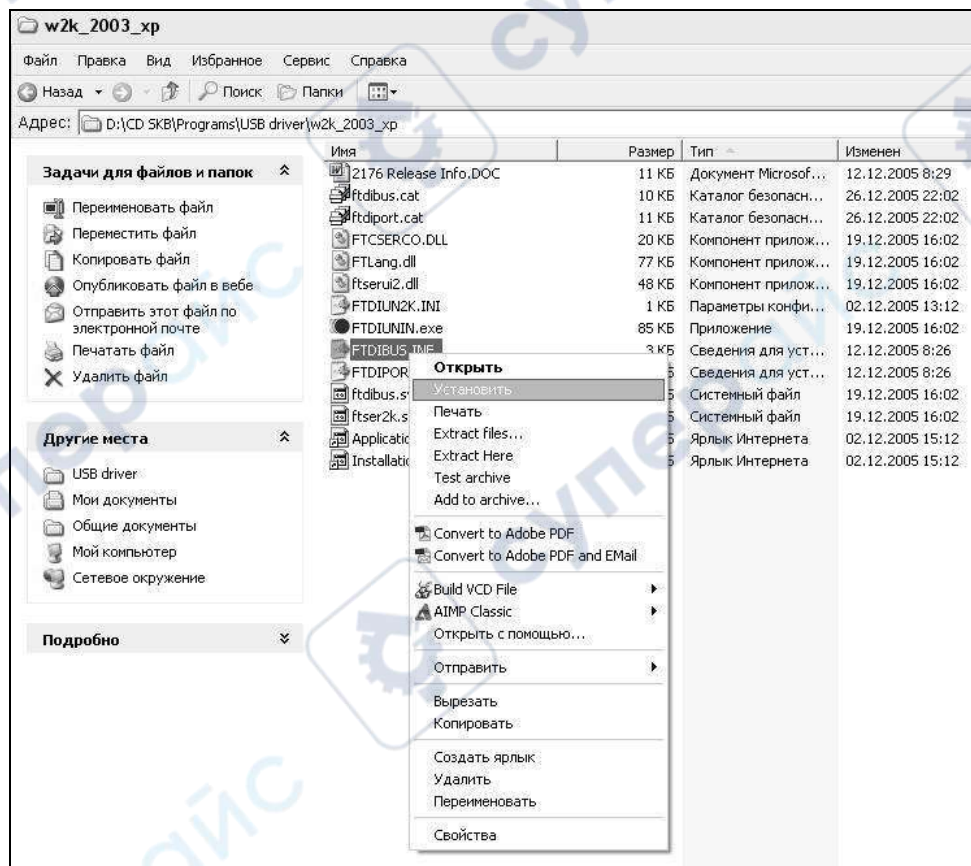 w2k_2003_xp
Файл Правка Вид Избранное Сервис Справка
Назад Поиск Папки
Адрес: D:\CD SKB\Programs\USB driver\w2k_2003_xp
Задачи для файлов и папок
Переименовать файл
Переместить файл
Копировать файл
Опубликовать файл в вебе
Отправить этот файл по
электронной почте
Печатать файл
Удалить файл
Другие места
USB driver
Мои документы
Общие документы
Мой компьютер
Сетевое окружение
Подробно
Имя Размер Тип Изменен
2176 Release Info.DOC 11 КБ Документ Microsof... 12.12.2005 8:29
ftdibus.cat 10 КБ Каталог безопасн... 26.12.2005 22:02
ftdiport.cat 11 КБ Каталог безопасн... 26.12.2005 22:02
FTCSERCO.DLL 20 КБ Компонент прилож... 19.12.2005 16:02
FTLang.dll 77 КБ Компонент прилож... 19.12.2005 16:02
ftserui2.dll 48 КБ Компонент прилож... 19.12.2005 16:02
FTDIUN2K.INI 1 КБ Параметры конфи... 02.12.2005 13:12
FTDIUNIN.exe 85 КБ Приложение 19.12.2005 16:02
FTDIBUS.INF 3 КБ Сведения для уст... 12.12.2005 8:26
FTDIPOR Сведения для уст... 12.12.2005 8:26
ftdibus.s Системный файл 19.12.2005 16:02
ftser2k.s Системный файл 19.12.2005 16:02
Applicatio Ярлык Интернета 02.12.2005 15:12
Installatio Ярлык Интернета 02.12.2005 15:12
Открыть
Установить
Печать
Extract files...
Extract Here
Test archive
Add to archive...
Convert to Adobe PDF
Convert to Adobe PDF and EMail
Build VCD File
AIMP Classic
Открыть с помощью...
Отправить
Вырезать
Копировать
Создать ярлык
Удалить
Переименовать
Свойства
суперайс